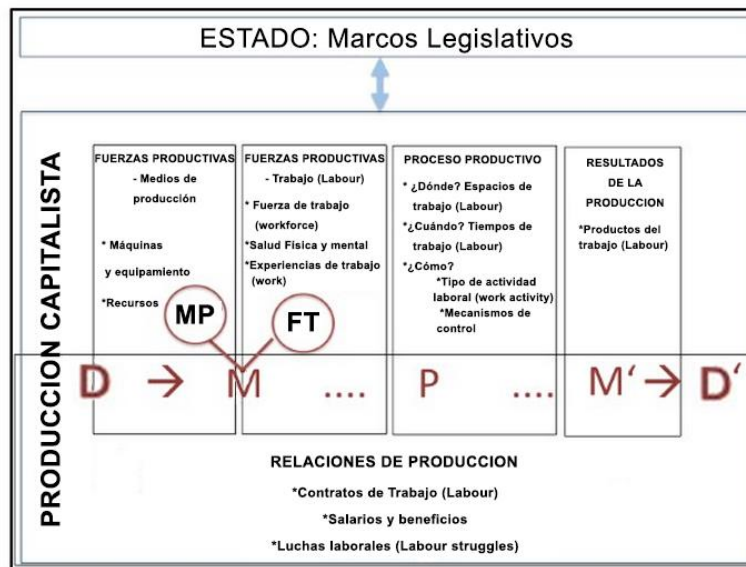 ESTADO: Marcos Legislativos
PRODUCCION CAPITALISTA
FUERZAS PRODUCTIVAS
- Medios de
producción
* Máquinas
y equipamiento
*Recursos
FUERZAS PRODUCTIVAS
- Trabajo (Labour)
* Fuerza de trabajo
(workforce)
*Salud Física y mental
*Experiencias de trabajo
(work)
PROCESO PRODUCTIVO
* ¿Dónde? Espacios de
trabajo (Labour)
*¿Cuándo? Tiempos de
trabajo (Labour)
*¿Cómo?
*Tipo de actividad
laboral (work activity)
*Mecanismos de
control
RESULTADOS
DE LA
PRODUCCION
*Productos del
trabajo (Labour)
MP FT
D → M .... P .... M‘ → D‘
RELACIONES DE PRODUCCION
*Contratos de Trabajo (Labour)
*Salarios y beneficios
*Luchas laborales (Labour struggles)